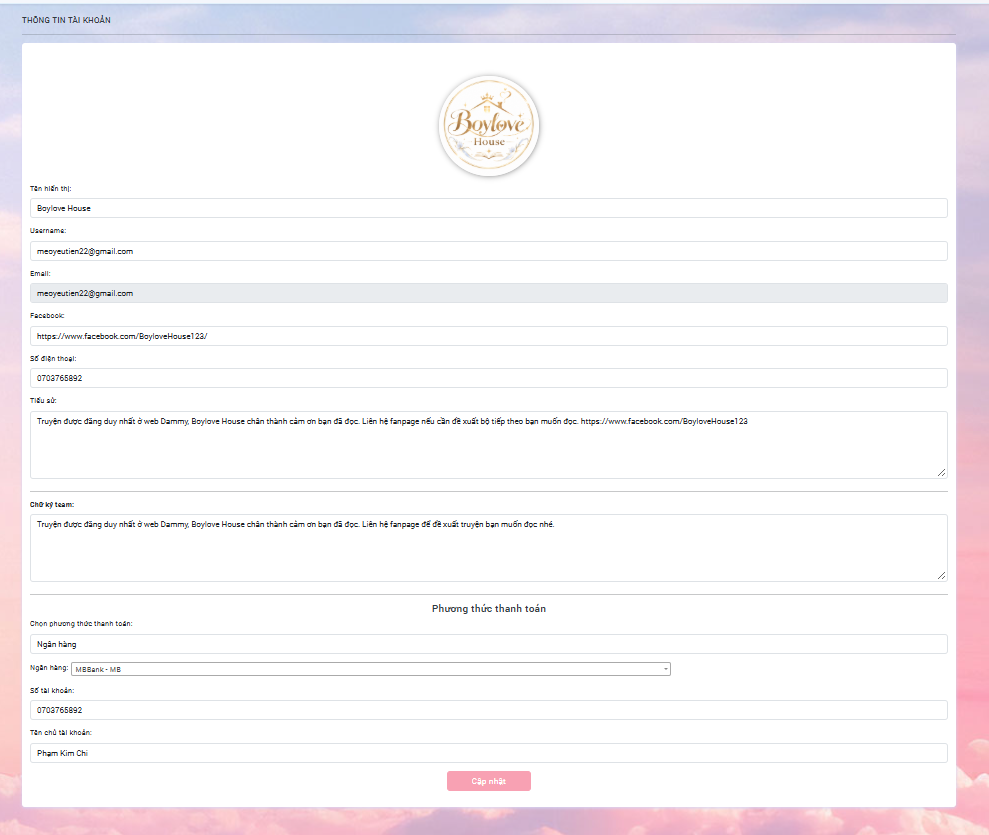 THÔNG TIN TÀI KHOẢN
Boylove
House
Tên hiển thị:
Boylove House
Username:
meoyeutien22@gmail.com
Email:
meoyeutien22@gmail.com
Facebook:
https://www.facebook.com/BoyloveHouse123/
Số điện thoại:
0703765892
Tiểu sử:
Truyện được đăng duy nhất ở web Dammy, Boylove House chân thành cảm ơn bạn đã đọc. Liên hệ fanpage nếu cần đề xuất bộ tiếp theo bạn muốn đọc. https://www.facebook.com/BoyloveHouse123
Chữ ký team:
Truyện được đăng duy nhất ở web Dammy, Boylove House chân thành cảm ơn bạn đã đọc. Liên hệ fanpage để đề xuất truyện bạn muốn đọc nhé.
Phương thức thanh toán
Chọn phương thức thanh toán:
Ngân hàng
Ngân hàng: MBBank - MB
Số tài khoản:
0703765892
Tên chủ tài khoản:
Phạm Kim Chi
Cập nhật